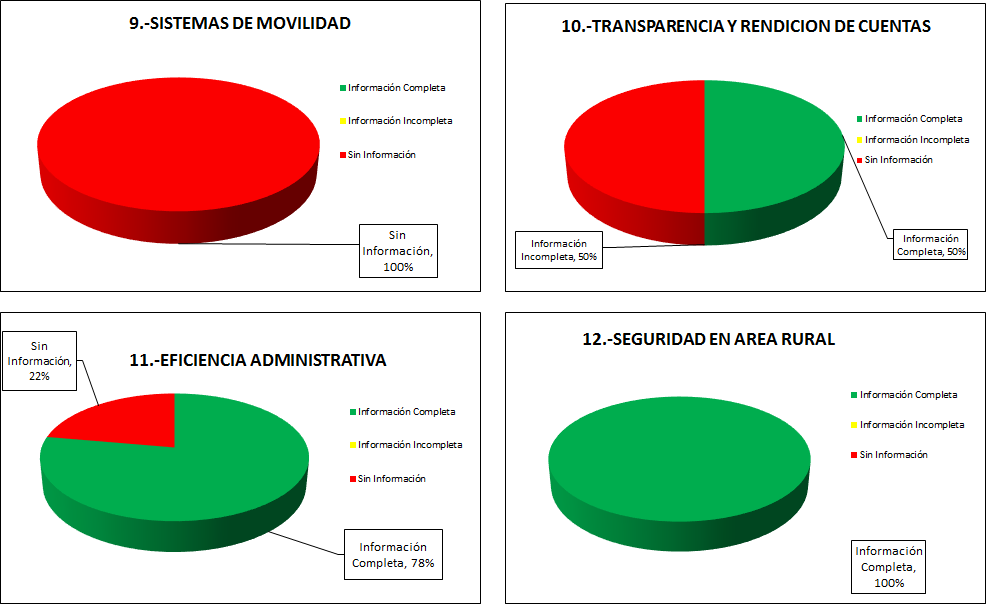 9.-SISTEMAS DE MOVILIDAD
Información Completa
Información Incompleta
Sin Información
Sin
Información,
100%
10.-TRANSPARENCIA Y RENDICION DE CUENTAS
Información Completa
Información Incompleta
Sin Información
Información
Incompleta, 50%
Información
Completa, 50%
11.-EFICIENCIA ADMINISTRATIVA
Sin
Información,
22%
Información Completa
Información Incompleta
Sin Información
Información
Completa, 78%
12.-SEGURIDAD EN AREA RURAL
Información Completa
Información Incompleta
Sin Información
Información
Completa,
100%